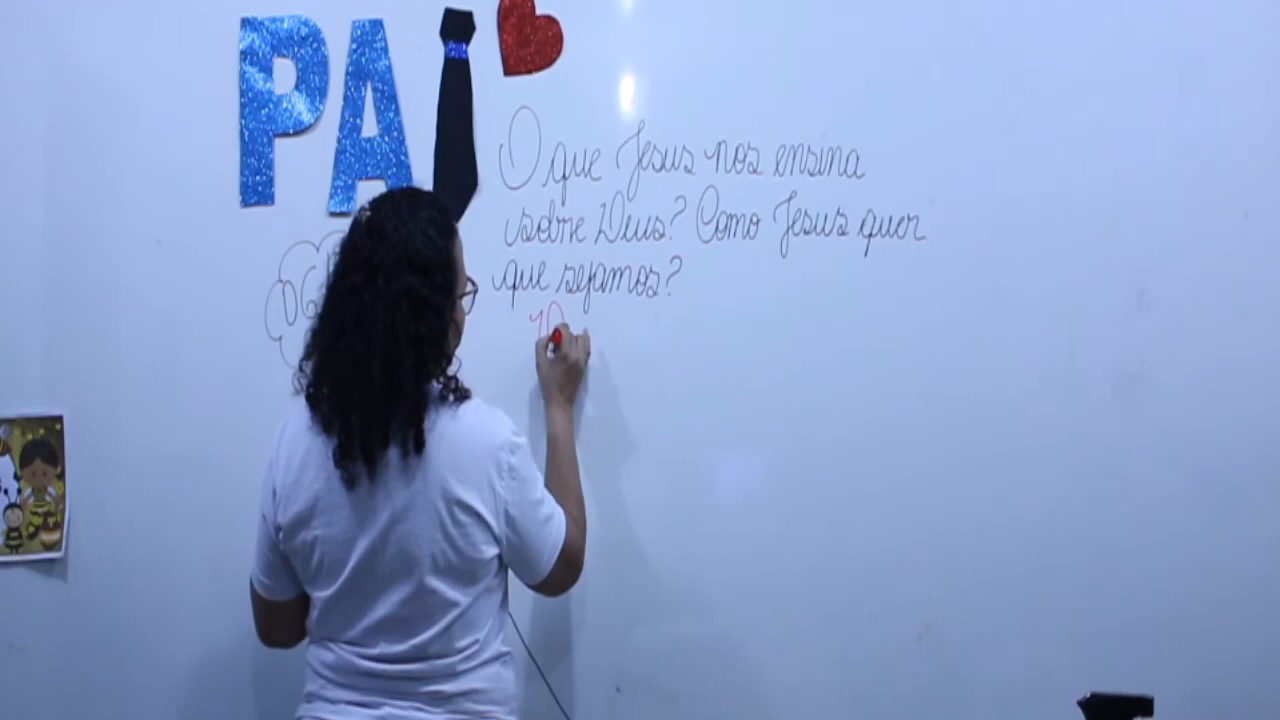 PAI
O que Jesus nos ensina
sobre Deus? Como Jesus quer
que sejamos?